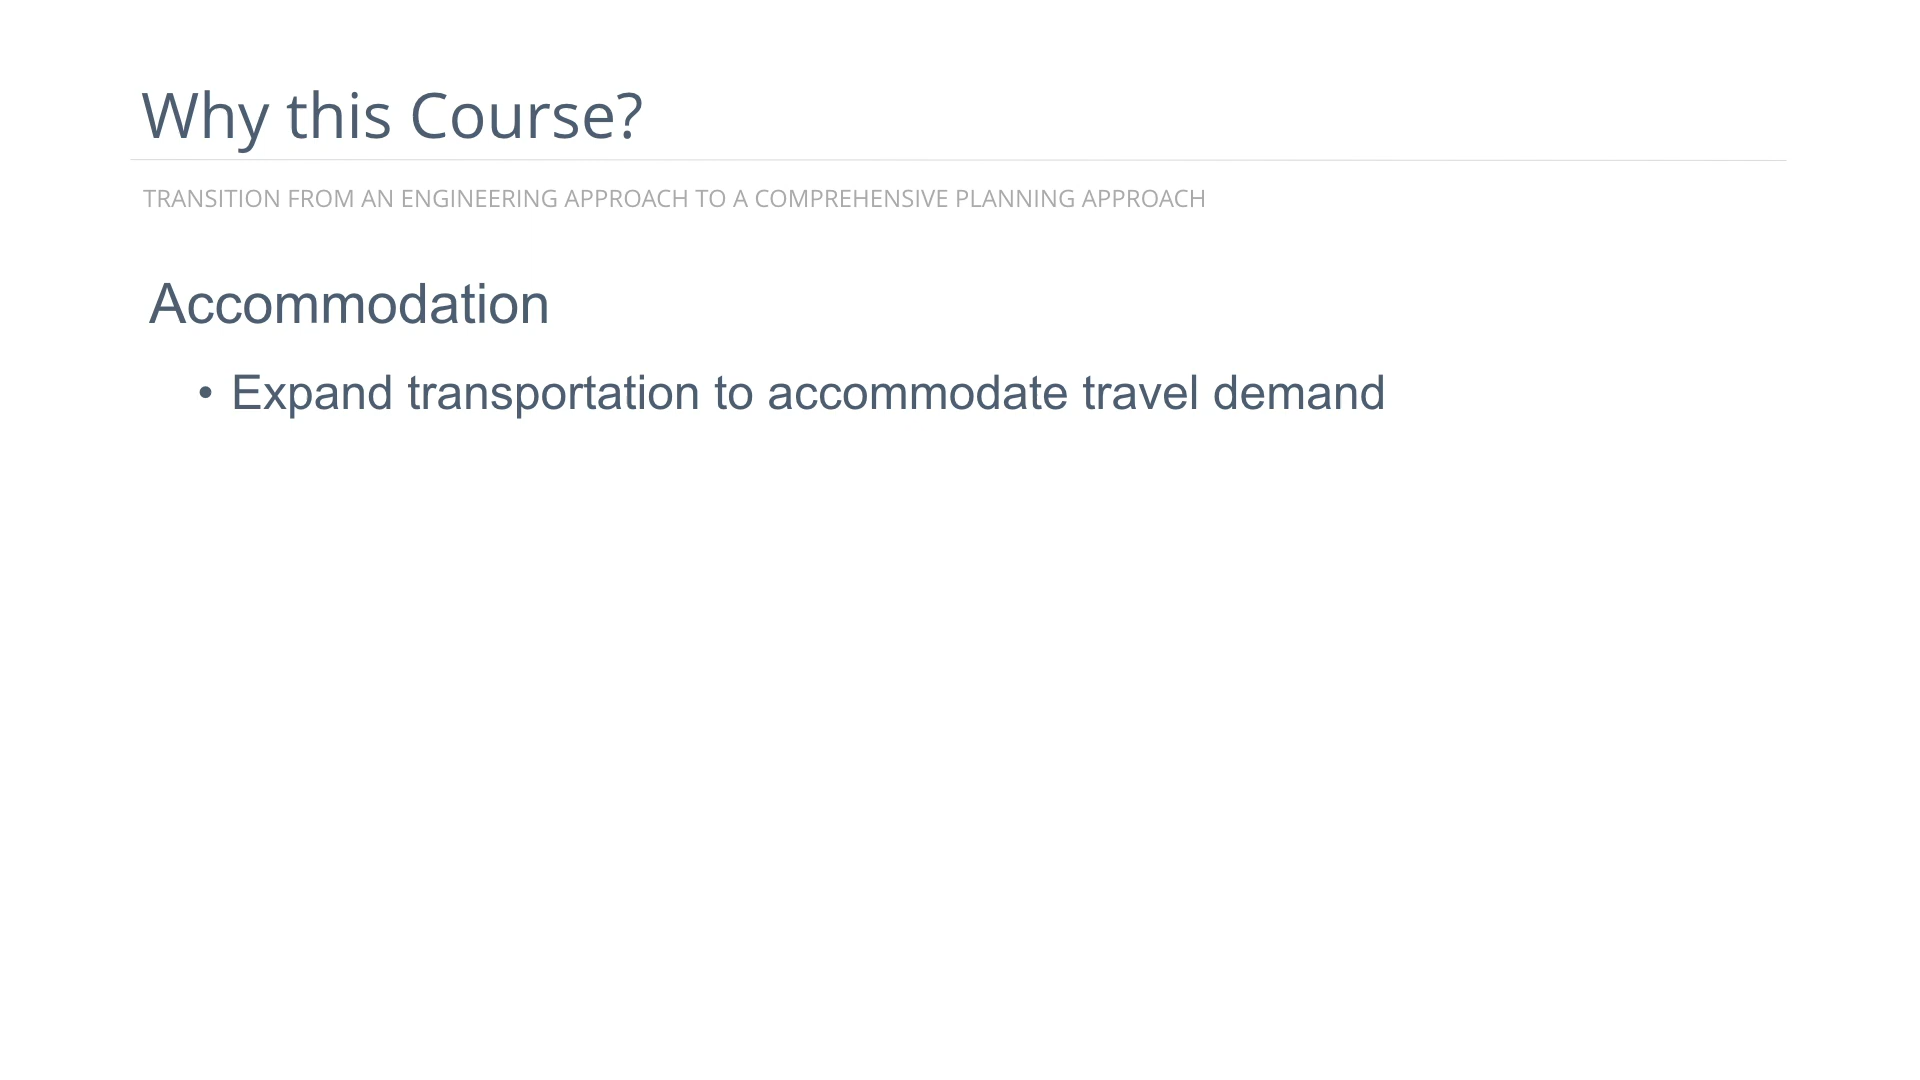 Why this Course?
TRANSITION FROM AN ENGINEERING APPROACH TO A COMPREHENSIVE PLANNING APPROACH
Accommodation
• Expand transportation to accommodate travel demand